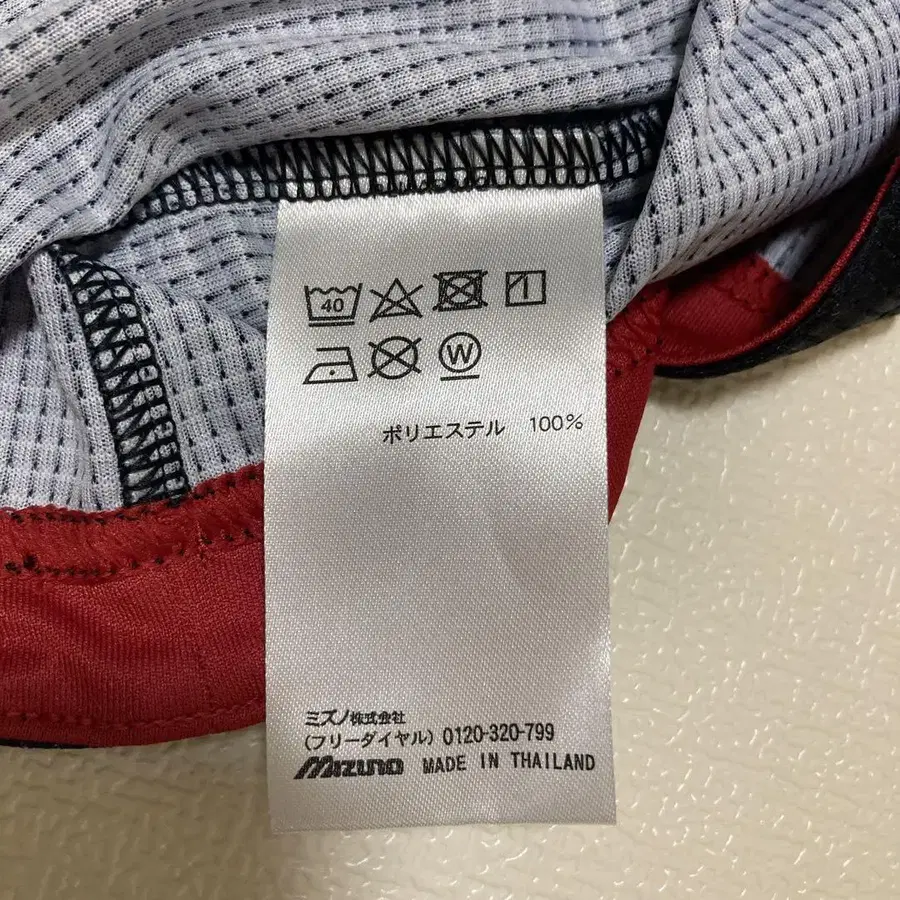 40
W
ポリエステル 100%
ミズノ株式会社
(フリーダイヤル) 0120-320-799
Mizuno MADE IN THAILAND